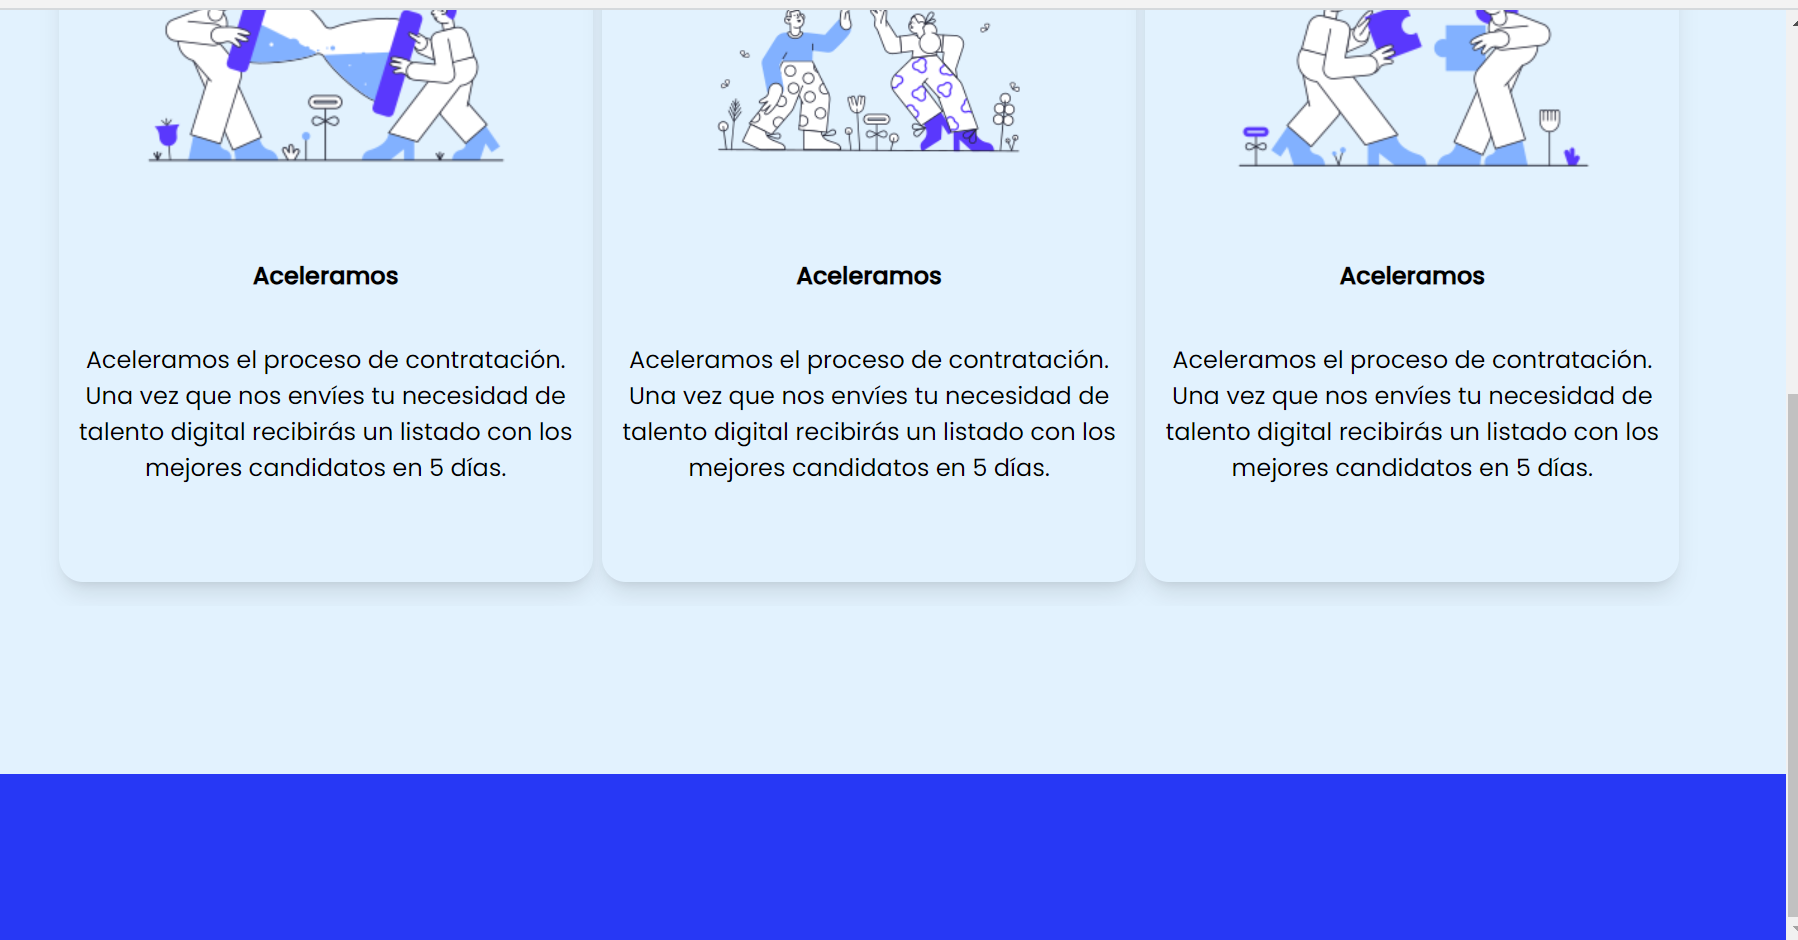 Aceleramos
Aceleramos el proceso de contratación.
Una vez que nos envíes tu necesidad de
talento digital recibirás un listado con los
mejores candidatos en 5 días.
Aceleramos
Aceleramos el proceso de contratación.
Una vez que nos envíes tu necesidad de
talento digital recibirás un listado con los
mejores candidatos en 5 días.
Aceleramos
Aceleramos el proceso de contratación.
Una vez que nos envíes tu necesidad de
talento digital recibirás un listado con los
mejores candidatos en 5 días.